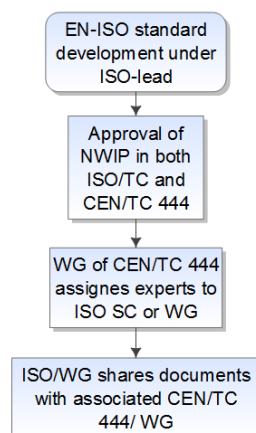 EN-ISO standard
development under
ISO-lead
Approval of
NWIP in both
ISO/TC and
CEN/TC 444
WG of CEN/TC 444
assignes experts to
ISO SC or WG
ISO/WG shares documents
with associated CEN/TC
444/ WG